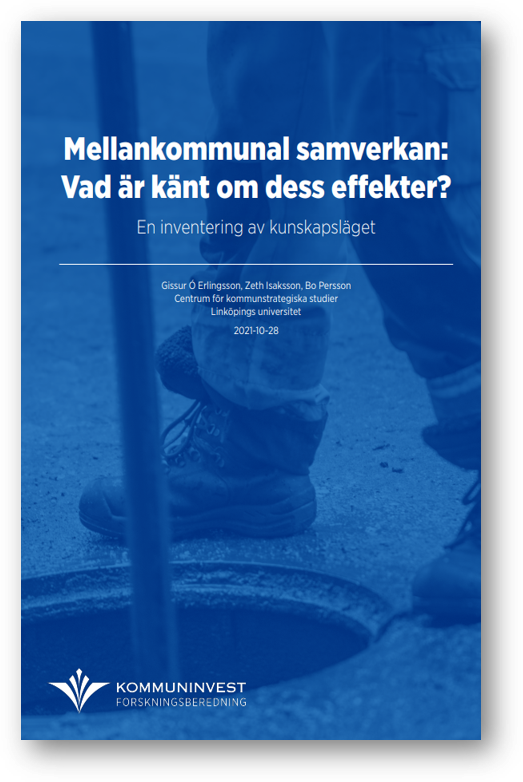 Mellankommunal samverkan:
Vad är känt om dess effekter?
En inventering av kunskapsläget
Gissur Ó Erlingsson, Zeth Isaksson, Bo Persson
Centrum för kommunstrategiska studier
Linköpings universitet
2021-10-28
KOMMUNINVEST
FORSKNINGSBEREDNING